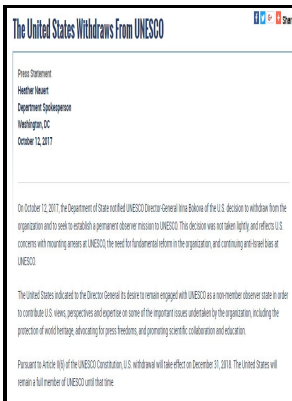 The United States Withdraws From UNESCO
Shar
Press Statement
Heather Nauert
Department Spokesperson
Washington, DC
October 12, 2017
On October 12, 2017, the Department of State notified UNESCO Director-General Irina Bokova of the U.S. decision to withdraw from the
organization and to seek to establish a permanent observer mission to UNESCO. This decision was not taken lightly, and reflects U.S.
concerns with mounting arrears at UNESCO, the need for fundamental reform in the organization, and continuing anti-Israel bias at
UNESCO.
The United States indicated to the Director General its desire to remain engaged with UNESCO as a non-member observer state in order
to contribute U.S. views, perspectives and expertise on some of the important issues undertaken by the organization, including the
protection of world heritage, advocating for press freedoms, and promoting scientific collaboration and education.
Pursuant to Article II(6) of the UNESCO Constitution, U.S. withdrawal will take effect on December 31, 2018. The United States will
remain a full member of UNESCO until that time.